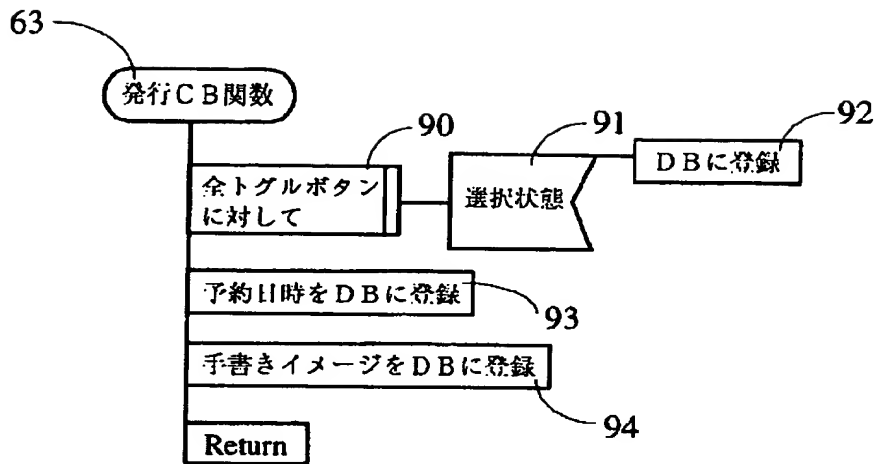 63
発行CB関数
90
全トグルボタン
に対して
91
選択状態
92
DBに登録
予約日時をDBに登録
93
手書きイメージをDBに登録
94
Return